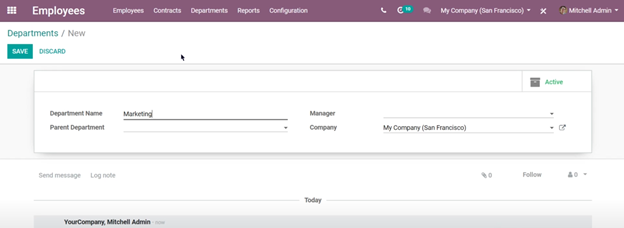 Employees Employees Contracts Departments Reports Configuration 18 My Company (San Francisco) Mitchell Admin
Departments / New
SAVE DISCARD
Active
Department Name Marketing Manager
Parent Department Company My Company (San Francisco)
Send message Log note 0 Follow 0
Today
YourCompany, Mitchell Admin - now